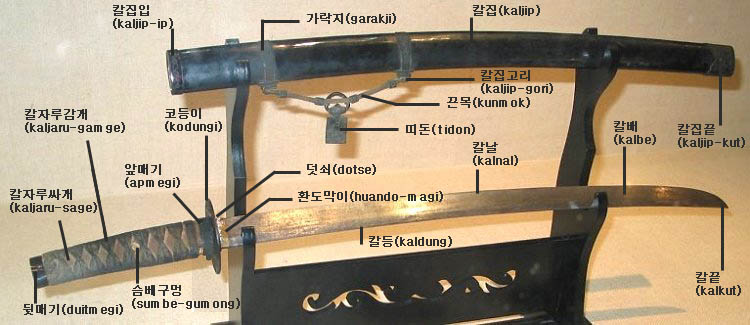 칼집입
(kaljip-ip)
가락지(garakji)
칼집(kaljip)
칼집고리
(kaljip-gori)
끈목(kunmok)
띠돈(tidon)
칼집끝
(kaljip-kut)
칼자루감개
(kaljaru-gamge)
코등이
(kodungi)
앞매기
(apmegi)
덧쇠(dotse)
환도막이(huando-magi)
칼날
(kalnal)
칼배
(kalbe)
칼자루싸개
(kaljaru-sage)
칼등(kaldung)
칼끝
(kalkut)
뒷매기(duitmegi)
슴베구멍
(sumbe-gumong)